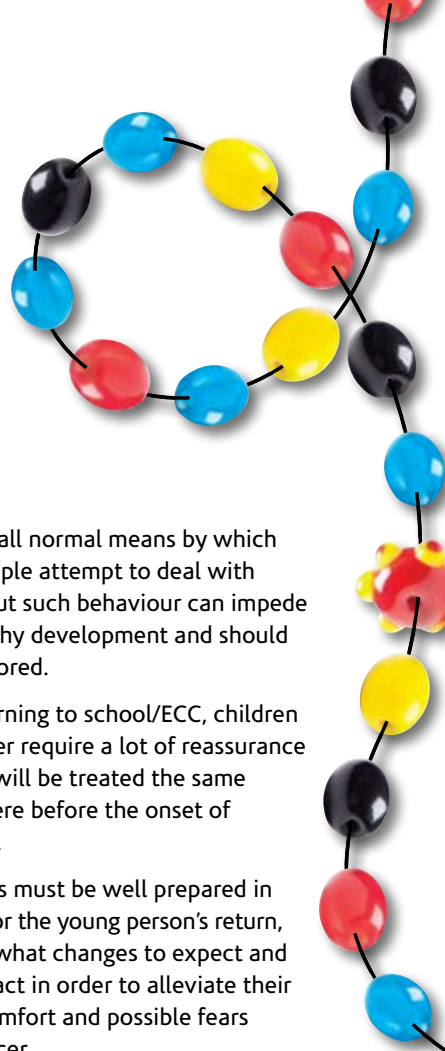 all normal means by which
ple attempt to deal with
ut such behaviour can impede
hy development and should
ored.
rning to school/ECC, children
er require a lot of reassurance
will be treated the same
ere before the onset of
s must be well prepared in
or the young person's return,
what changes to expect and
act in order to alleviate their
mfort and possible fears
cer